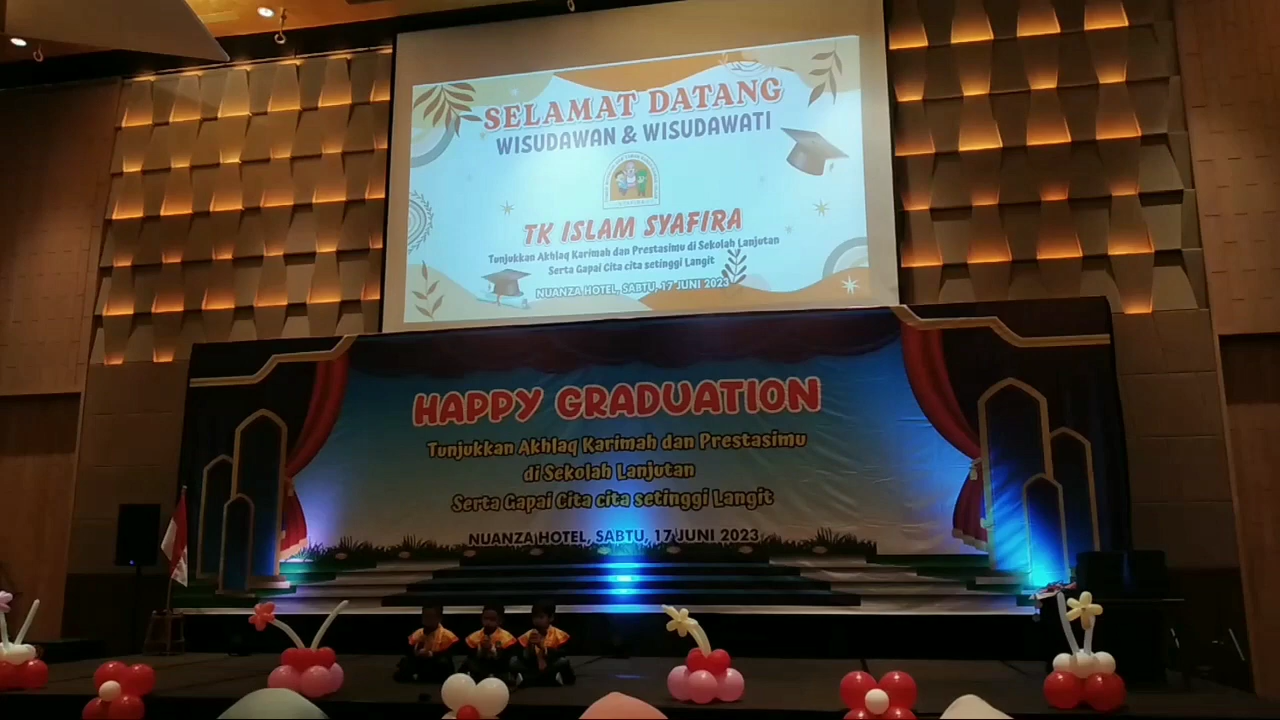 SELAMAT DATANG
WISUDAWAN & WISUDAWATI
TK ISLAM SYAFIRA
Tunjukkan Akhlaq Karimah dan Prestasimu di Sekolah Lanjutan
Serta Gapai Cita cita setinggi Langit
NUANZA HOTEL, SABTU, 17 JUNI 2023
HAPPY GRADUATION
Tunjukkan Akhlaq Karimah dan Prestasimu
di Sekolah Lanjutan
Serta Gapai Cita cita setinggi Langit
NUANZA HOTEL, SABTU, 17 JUNI 2023